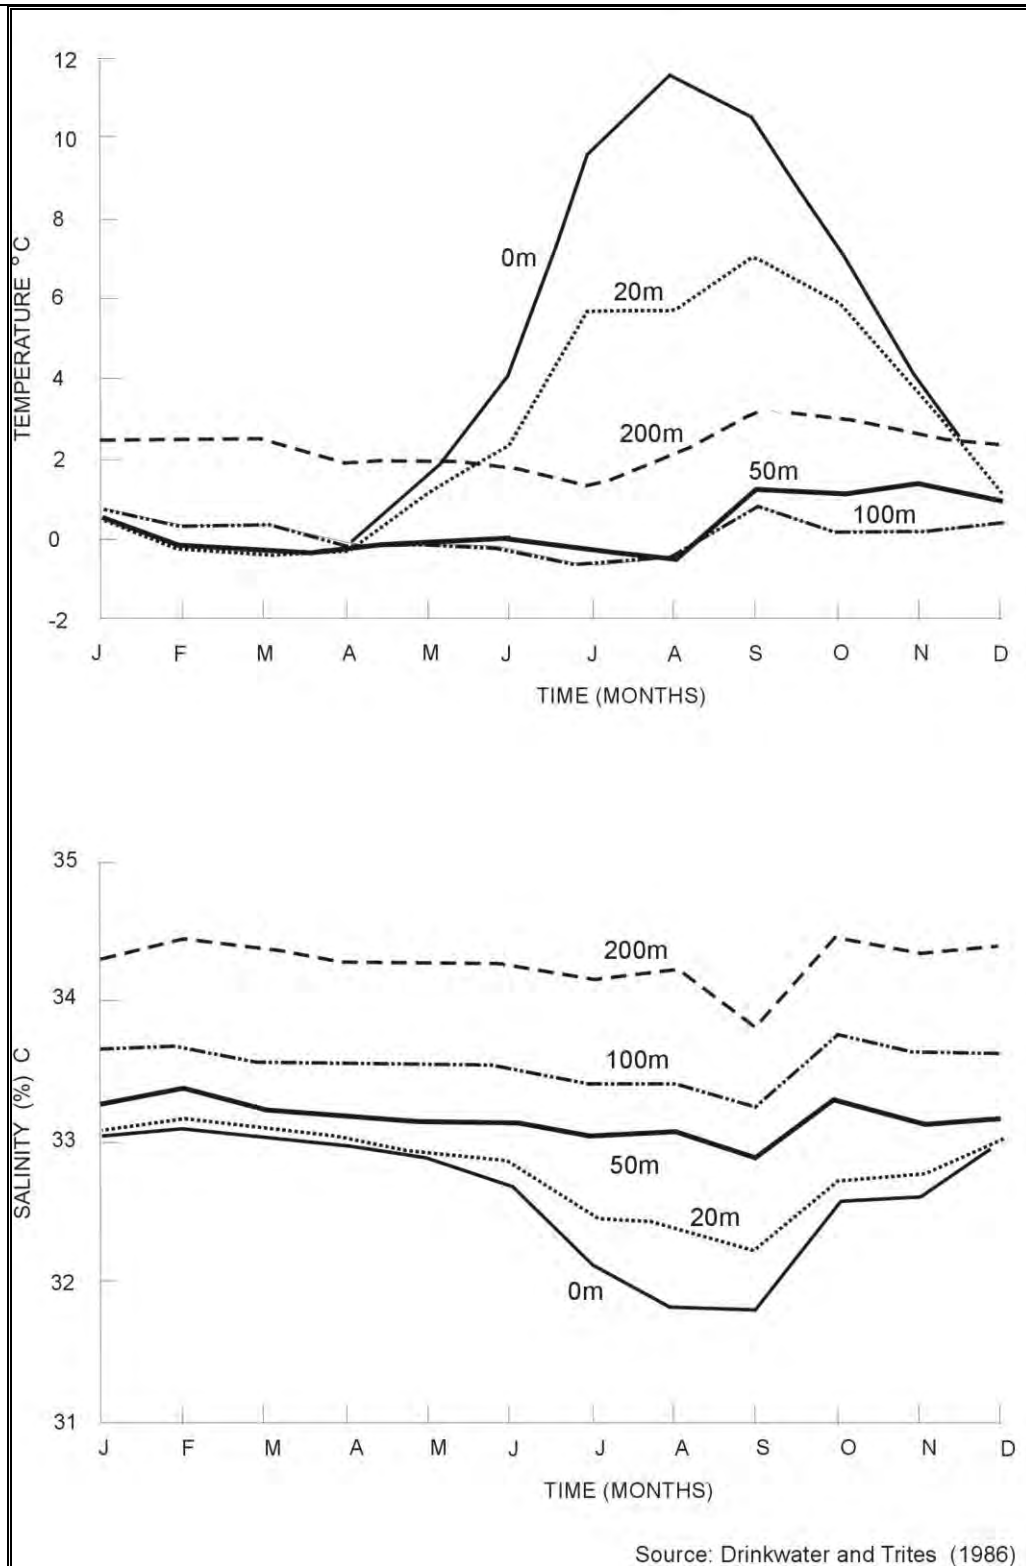 12
10
8
6
4
2
0
-2
TEMPERATURE °C
0m
20m
200m
50m
100m
J F M A M J J A S O N D
TIME (MONTHS)
35
34
33
32
31
SALINITY (%) C
200m
100m
50m
20m
0m
J F M A M J J A S O N D
TIME (MONTHS)
Source: Drinkwater and Trites (1986)